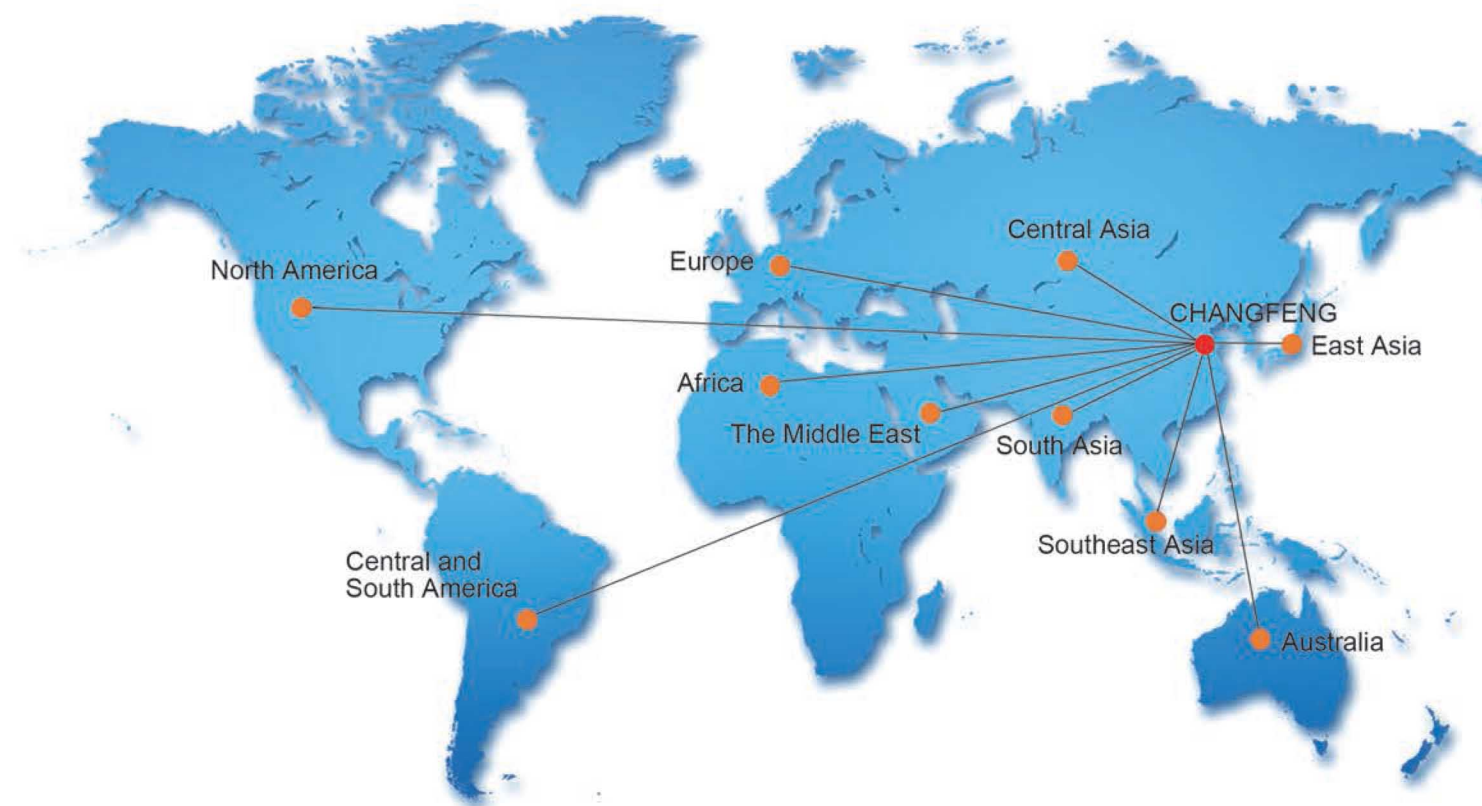 Central Asia
Europe
North America
CHANGFENG
East Asia
Africa
The Middle East
South Asia
Southeast Asia
Central and
South America
Australia